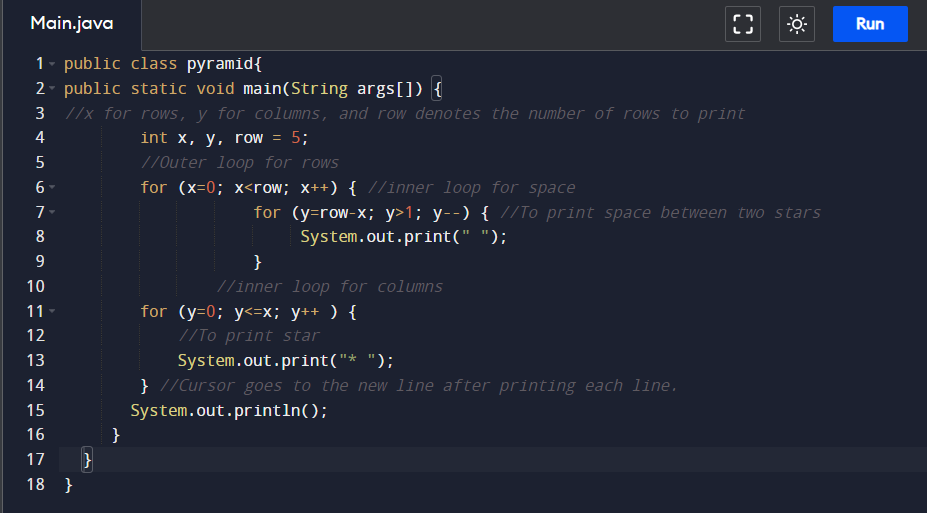 Main.java
Run
1 public class pyramid{
2 public static void main(String args[]) {
3 //x for rows, y for columns, and row denotes the number of rows to print
4 int x, y, row = 5;
5 //Outer loop for rows
6 for (x=0; x<row; x++) { //inner loop for space
7 for (y=row-x; y>1; y--) { //To print space between two stars
8 System.out.print(" ");
9 }
10 //inner loop for columns
11 for (y=0; y<=x; y++ ) {
12 //To print star
13 System.out.print("* ");
14 } //Cursor goes to the new line after printing each line.
15 System.out.println();
16 }
17 }
18 }